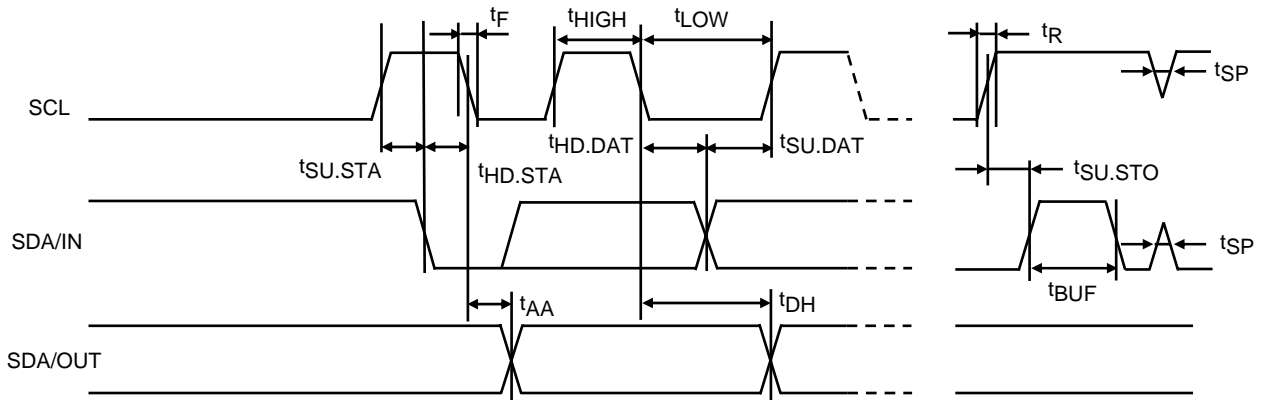 tF
tHIGH
tLOW
tR
tSP
SCL
tSU.STA
tHD.STA
tHD.DAT
tSU.DAT
tSU.STO
SDA/IN
tSP
tBUF
tAA
tDH
SDA/OUT